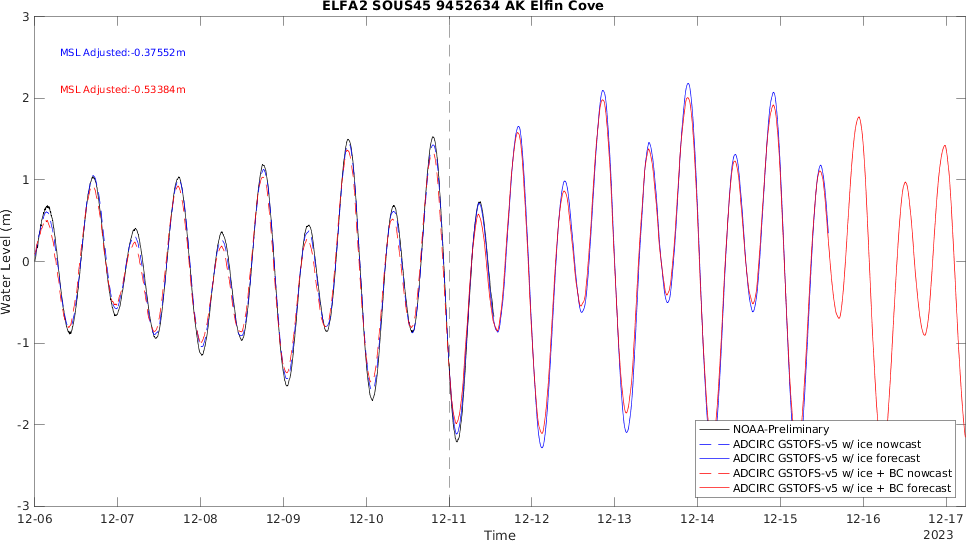 ELFA2 SOUS45 9452634 AK Elfin Cove
MSL Adjusted:-0.37552m
MSL Adjusted:-0.53384m
Water Level (m)
3
2
1
0
-1
-2
-3
NOAA-Preliminary
ADCIRC GSTOFS-v5 w/ ice nowcast
ADCIRC GSTOFS-v5 w/ ice forecast
ADCIRC GSTOFS-v5 w/ ice + BC nowcast
ADCIRC GSTOFS-v5 w/ ice + BC forecast
12-06 12-07 12-08 12-09 12-10 12-11 12-12 12-13 12-14 12-15 12-16 12-17
2023
Time